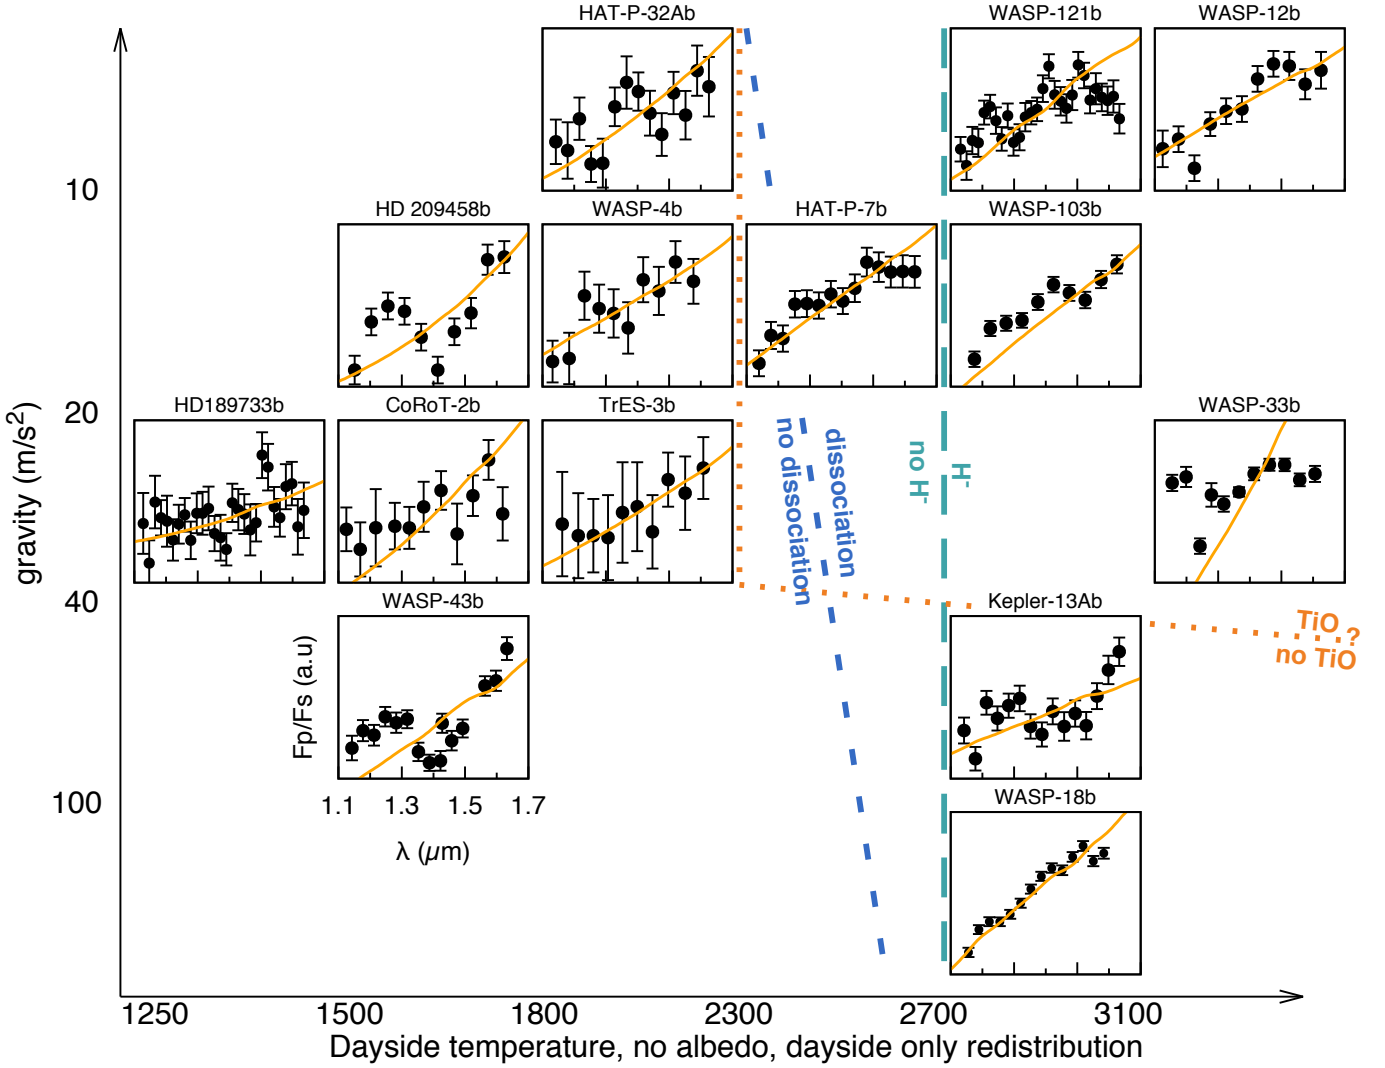 HAT-P-32Ab
WASP-121b
WASP-12b
10
HD 209458b
WASP-4b
HAT-P-7b
WASP-103b
20
HD189733b
CoRoT-2b
TrES-3b
WASP-33b
gravity (m/s²)
no dissociation
dissociation
no H⁻
H⁻
40
WASP-43b
Kepler-13Ab
TiO ?
no TiO
Fp/Fs (a.u)
100
1.1 1.3 1.5 1.7
λ (µm)
WASP-18b
1250 1500 1800 2300 2700 3100
Dayside temperature, no albedo, dayside only redistribution